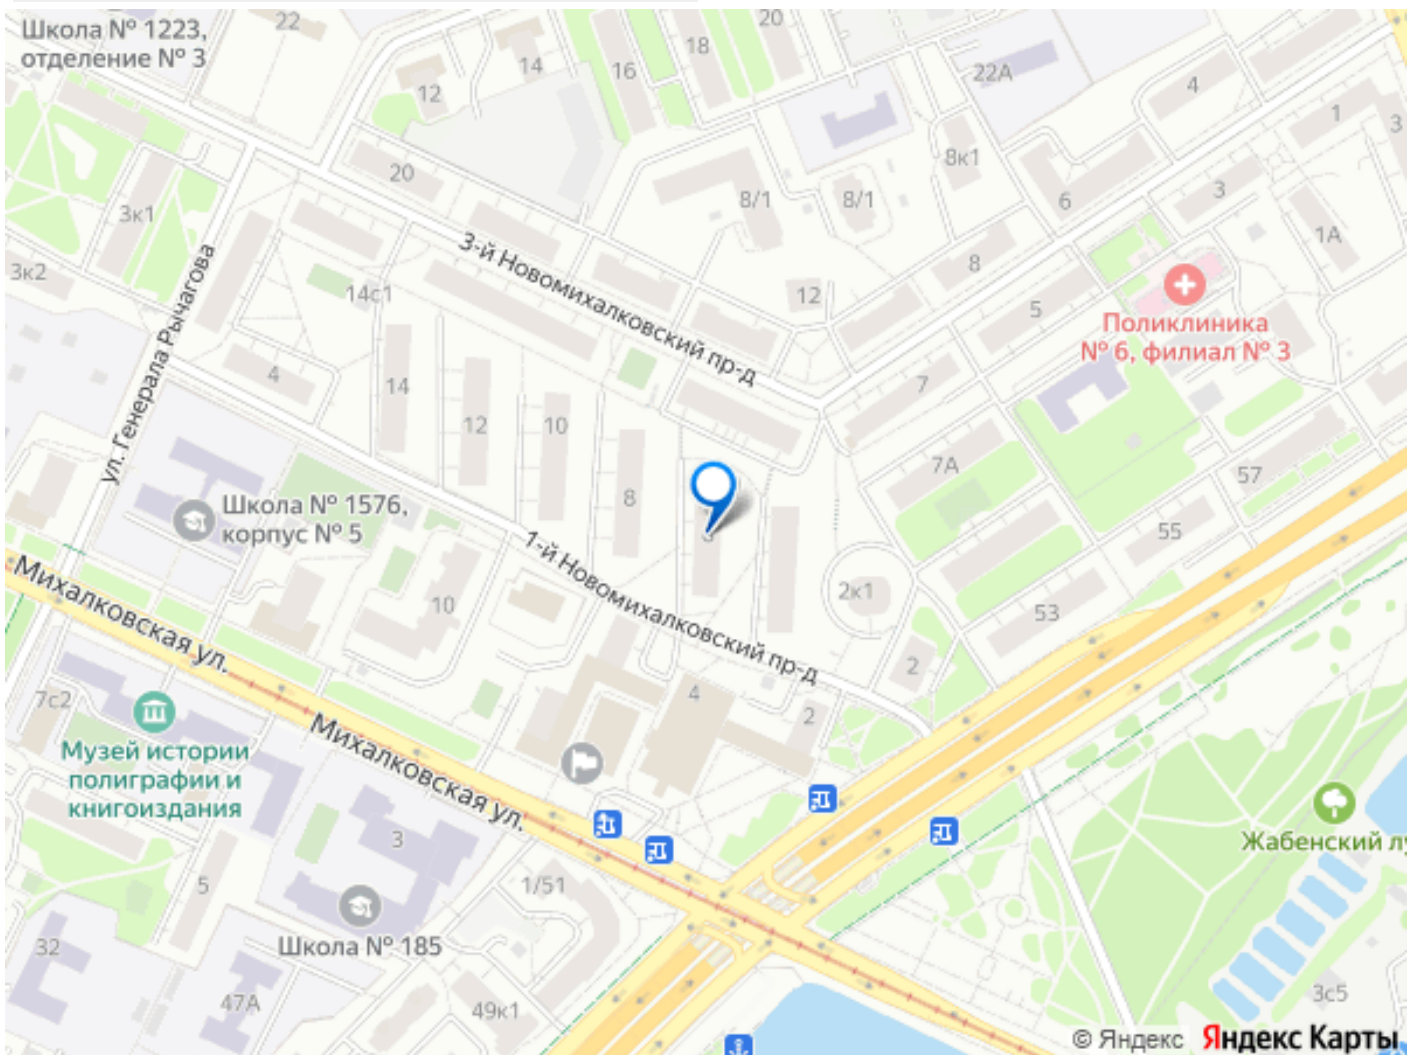 Школа № 1223,
отделение № 3
22
20
18
14
16
12
22А
4
1
3
8к1
20
8/1
8/1
6
3
3к1
1А
3-й Новомихалковский пр-д
8
3к2
14с1
12
5
Поликлиника
№ 6, филиал № 3
ул. Генерала Рычагова
4
14
7
12
10
7А
57
8
Школа № 1576,
корпус № 5
55
1-й Новомихалковский пр-д
2к1
10
53
Михалковская ул.
2
4
7с2
2
Музей истории
полиграфии и
книгоиздания
Михалковская ул.
3
Жабенский лу
5
1/51
Школа № 185
32
47А
49к1
3с5
© Яндекс Яндекс Карты